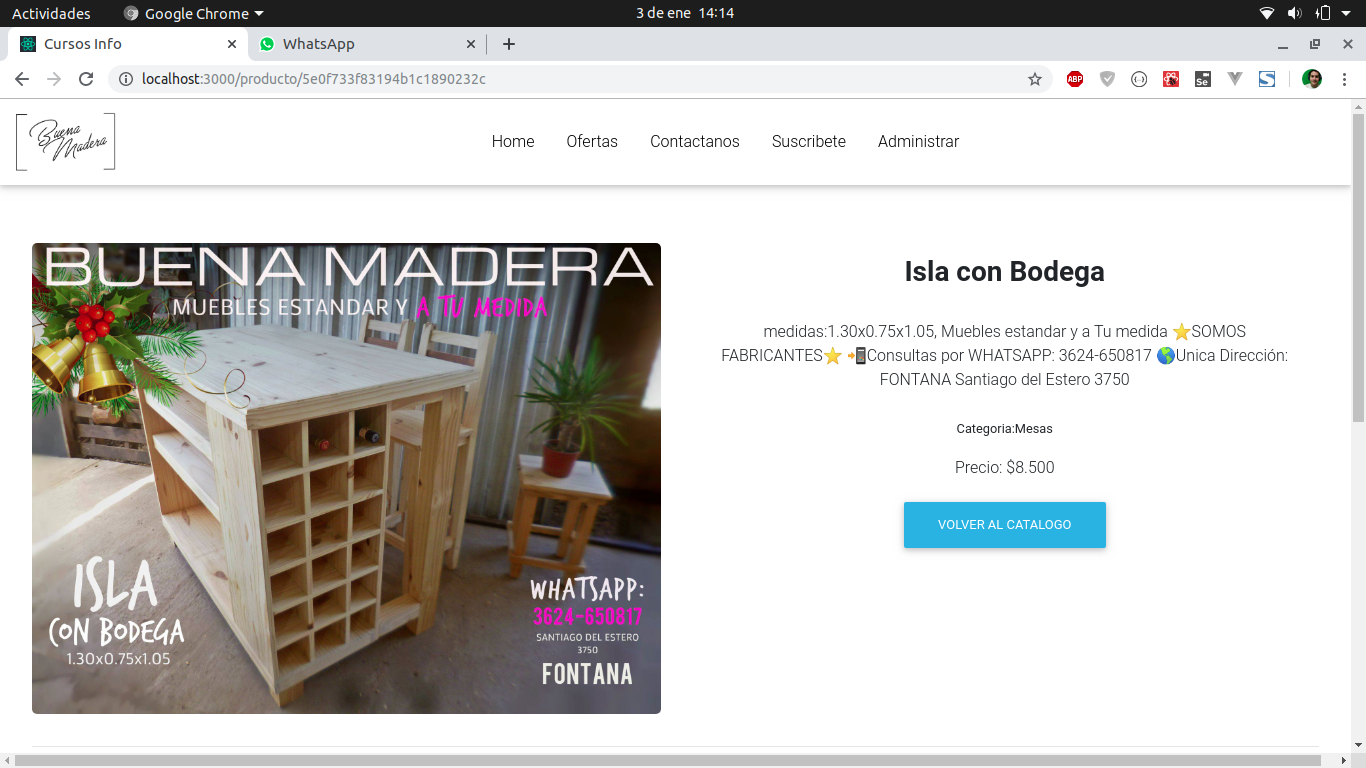 Actividades
Google Chrome
3 de ene 14:14
Cursos Info
WhatsApp
localhost:3000/producto/5e0f733f83194b1c1890232c
ABP
Se
S
Buena
Madera
Home
Ofertas
Contactanos
Suscribete
Administrar
BUENA MADERA
MUEBLES ESTANDAR Y A TU MEDIDA
ISLA
CON BODEGA
1.30x0.75x1.05
WHATSAPP:
3624-650817
SANTIAGO DEL ESTERO
3750
FONTANA
Isla con Bodega
medidas:1.30x0.75x1.05, Muebles estandar y a Tu medida ⭐SOMOS
FABRICANTES⭐ 📲Consultas por WHATSAPP: 3624-650817 🌎Unica Dirección:
FONTANA Santiago del Estero 3750
Categoria:Mesas
Precio: $8.500
VOLVER AL CATALOGO